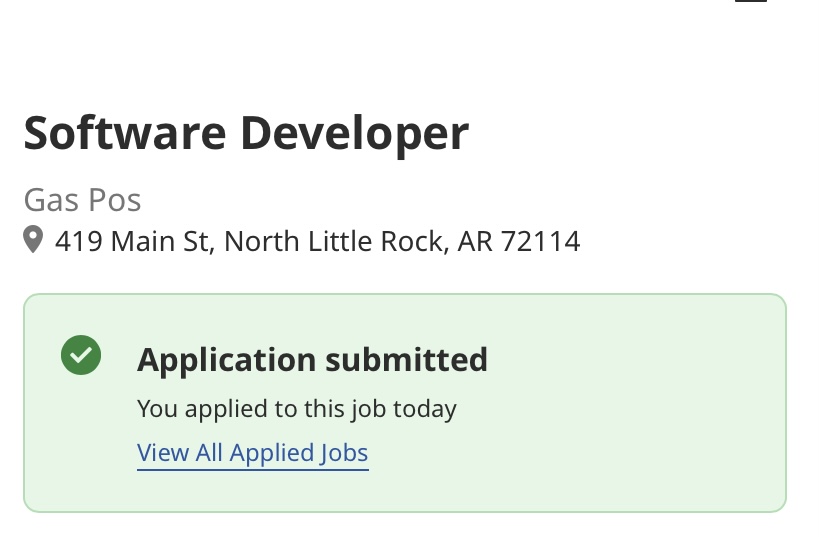 Software Developer
Gas Pos
419 Main St, North Little Rock, AR 72114
Application submitted
You applied to this job today
View All Applied Jobs